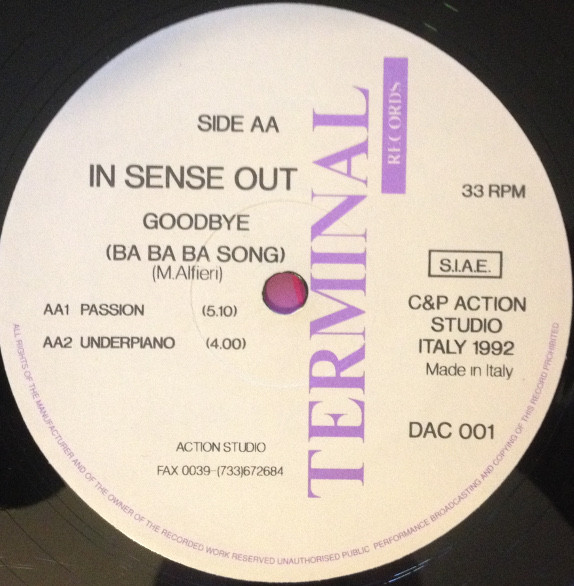 SIDE AA
IN SENSE OUT
GOODBYE
(BA BA BA SONG)
(M.Alfieri)
AA1 PASSION (5.10)
AA2 UNDERPIANO (4.00)
ACTION STUDIO
FAX 0039-(733)672684
TERMINAL
RECORDS
33 RPM
S.I.A.E.
C&P ACTION
STUDIO
ITALY 1992
Made in Italy
DAC 001
ALL RIGHTS OF THE MANUFACTURER AND OF THE OWNER OF THE RECORDED WORK RESERVED UNAUTHORISED PUBLIC PERFORMANCE BROADCASTING AND COPYING OF THIS RECORD PROHIBITED